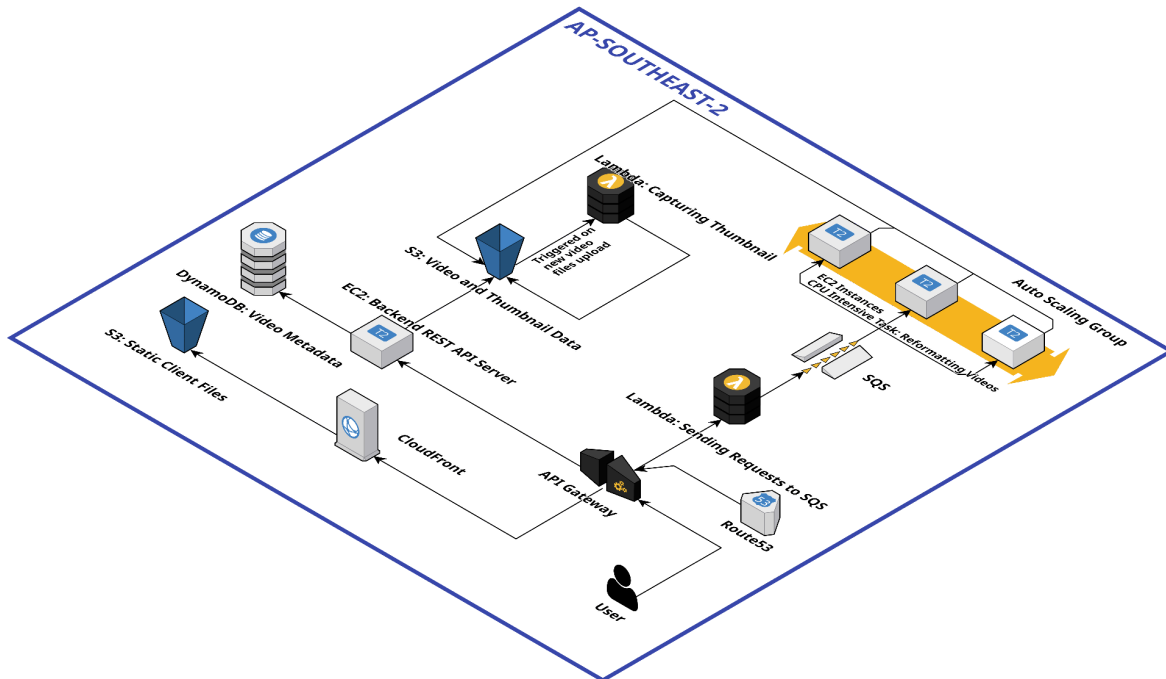 AP-SOUTHEAST-2
Lambda: Capturing Thumbnail
Triggered on
new video
files upload
S3: Video and Thumbnail Data
DynamoDB: Video Metadata
EC2: Backend REST API Server
T2
S3: Static Client Files
CloudFront
API Gateway
Lambda: Sending Requests to SQS
SQS
T2
T2
T2
EC2 Instances
CPU Intensive Task: Reformatting Videos
Auto Scaling Group
53
Route53
User